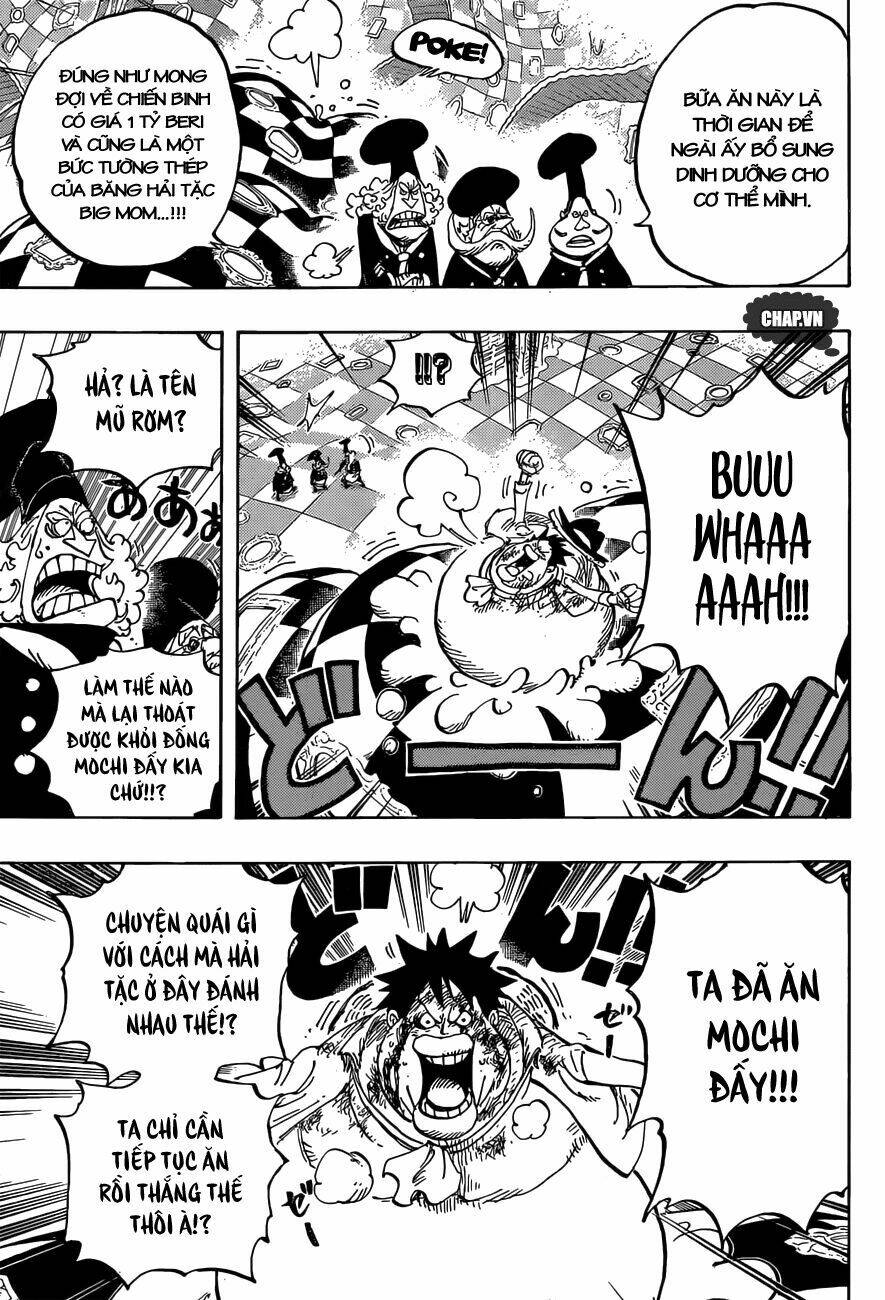 BỮA ĂN NÀY LÀ
THỜI GIAN ĐỂ
NGÀI ẤY BỔ SUNG
DINH DƯỠNG CHO
CƠ THỂ MÌNH.
POKE!
ĐÚNG NHƯ MONG
ĐỢI VỀ CHIẾN BINH
CÓ GIÁ 1 TỶ BERI
VÀ CŨNG LÀ MỘT
BỨC TƯỜNG THÉP
CỦA BĂNG HẢI TẶC
BIG MOM...!!!
CHAP.VN
BUUU
WHAAA
AAAH!!!
!!?
どーん!!
HẢ? LÀ TÊN
MŨ RƠM?
ああぁ
LÀM THẾ NÀO
MÀ LẠI THOÁT
ĐƯỢC KHỎI ĐỐNG
MOCHI ĐẤY KIA
CHỨ!!?
TA ĐÃ ĂN
MOCHI
ĐẤY!!!
どん!!
ゼー
ゼー
CHUYỆN QUÁI GÌ
VỚI CÁCH MÀ HẢI
TẶC Ở ĐÂY ĐÁNH
NHAU THẾ!?
TA CHỈ CẦN
TIẾP TỤC ĂN
RỒI THẮNG THẾ
THÔI À!?